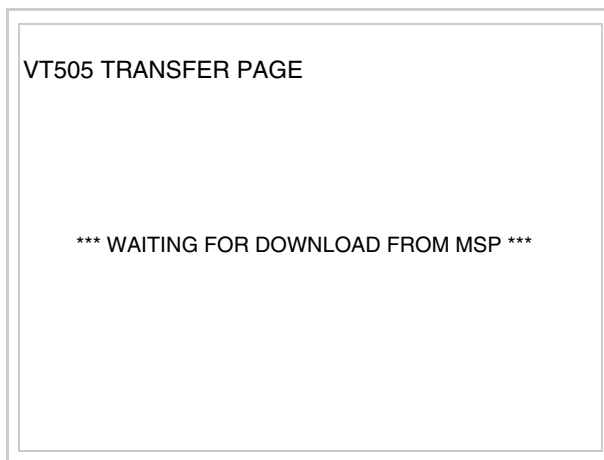 VT505 TRANSFER PAGE
*** WAITING FOR DOWNLOAD FROM MSP ***